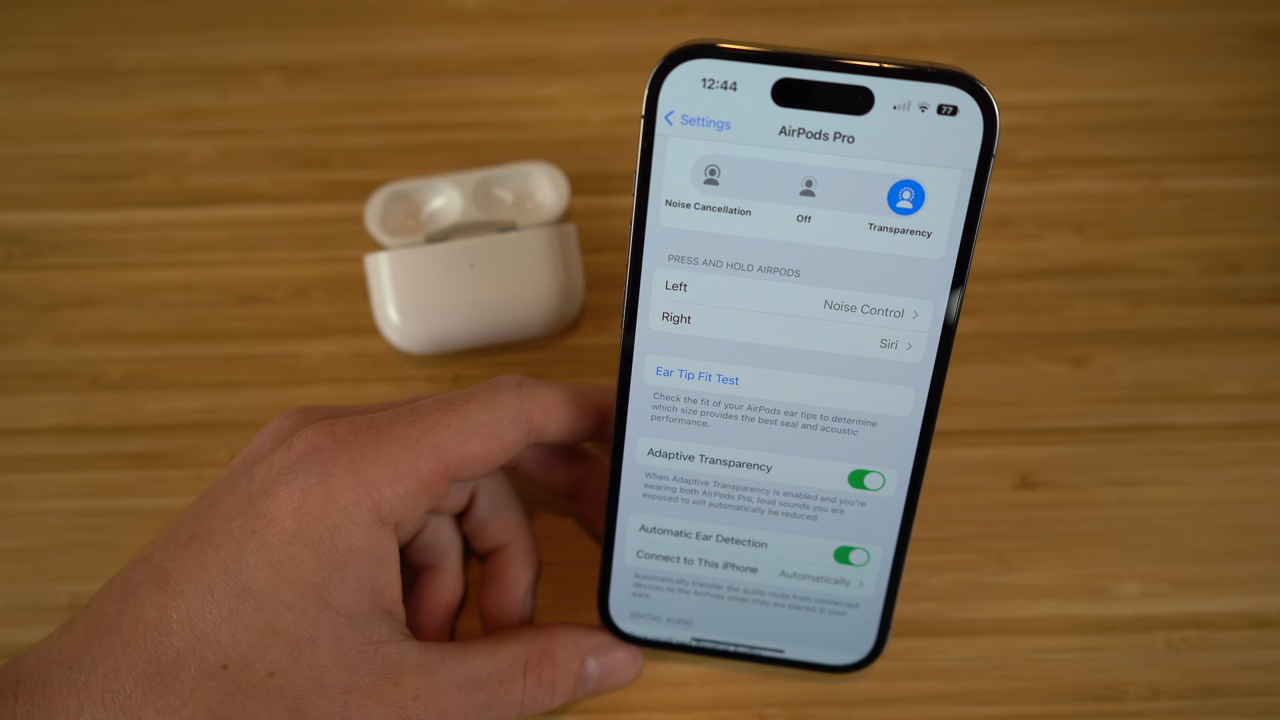 12:44
77
Settings
AirPods Pro
Noise Cancellation
Off
Transparency
PRESS AND HOLD AIRPODS
Left
Noise Control
Right
Siri
Ear Tip Fit Test
Check the fit of your AirPods ear tips to determine
which size provides the best seal and acoustic
performance.
Adaptive Transparency
When Adaptive Transparency is enabled and you're
wearing both AirPods Pro, loud sounds you are
exposed to will automatically be reduced.
Automatic Ear Detection
Connect to This iPhone
Automatically
Automatically transfer the audio route from connected
devices to the AirPods when they are placed in your
ears.
SPATIAL AUDIO